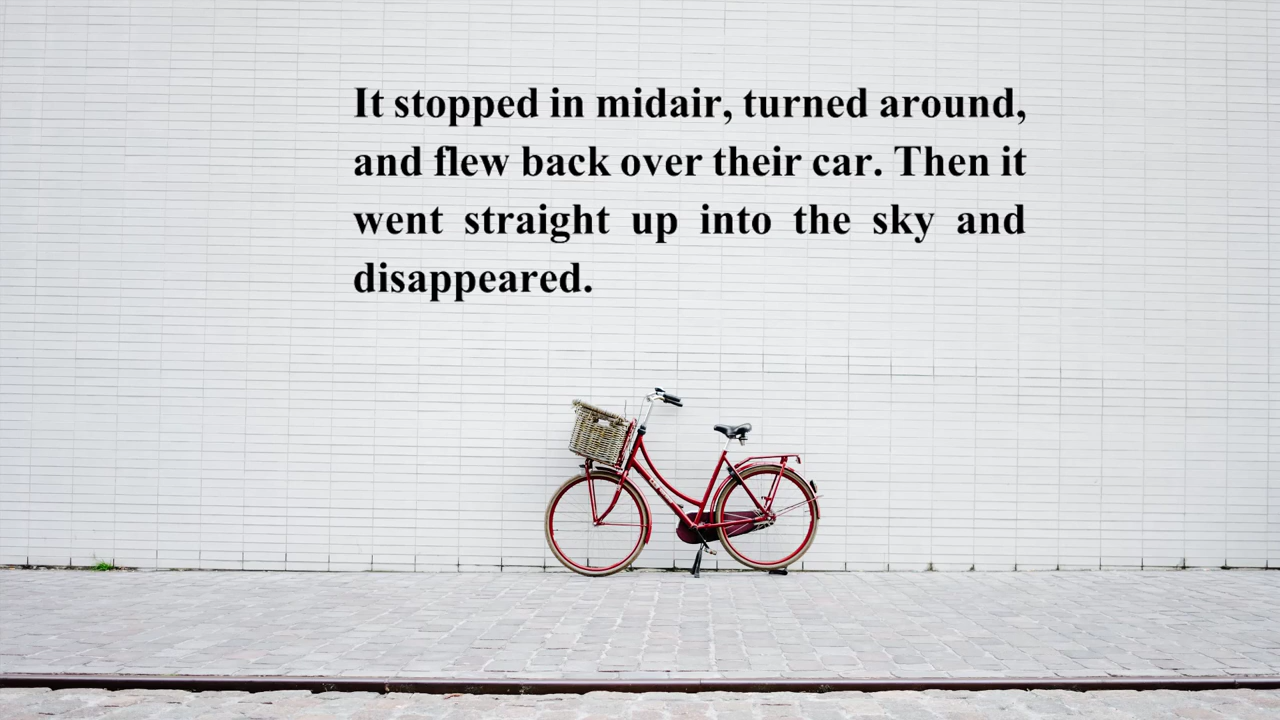 It stopped in midair, turned around,
and flew back over their car. Then it
went straight up into the sky and
disappeared.